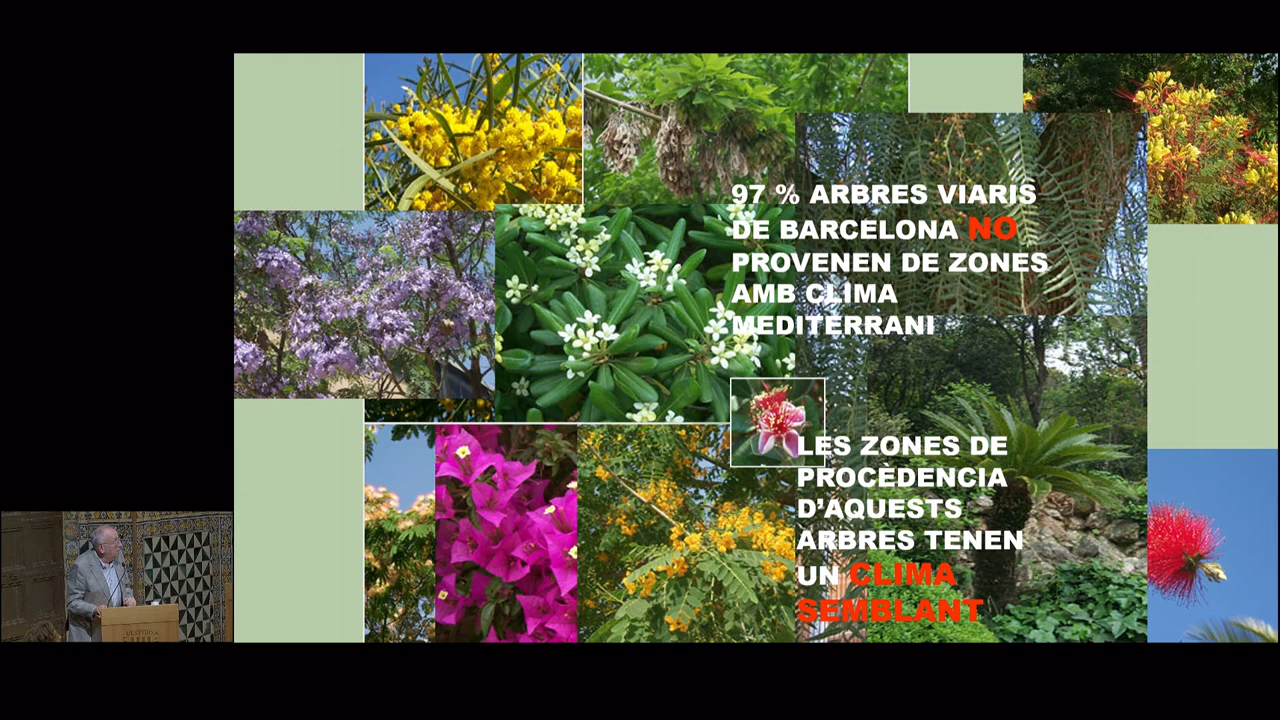 97 % ARBRES VIARIS
DE BARCELONA NO
PROVENEN DE ZONES
AMB CLIMA
MEDITERRANI
LES ZONES DE
PROCÈDENCIA
D'AQUESTS
ARBRES TENEN
UN CLIMA
SEMBLANT